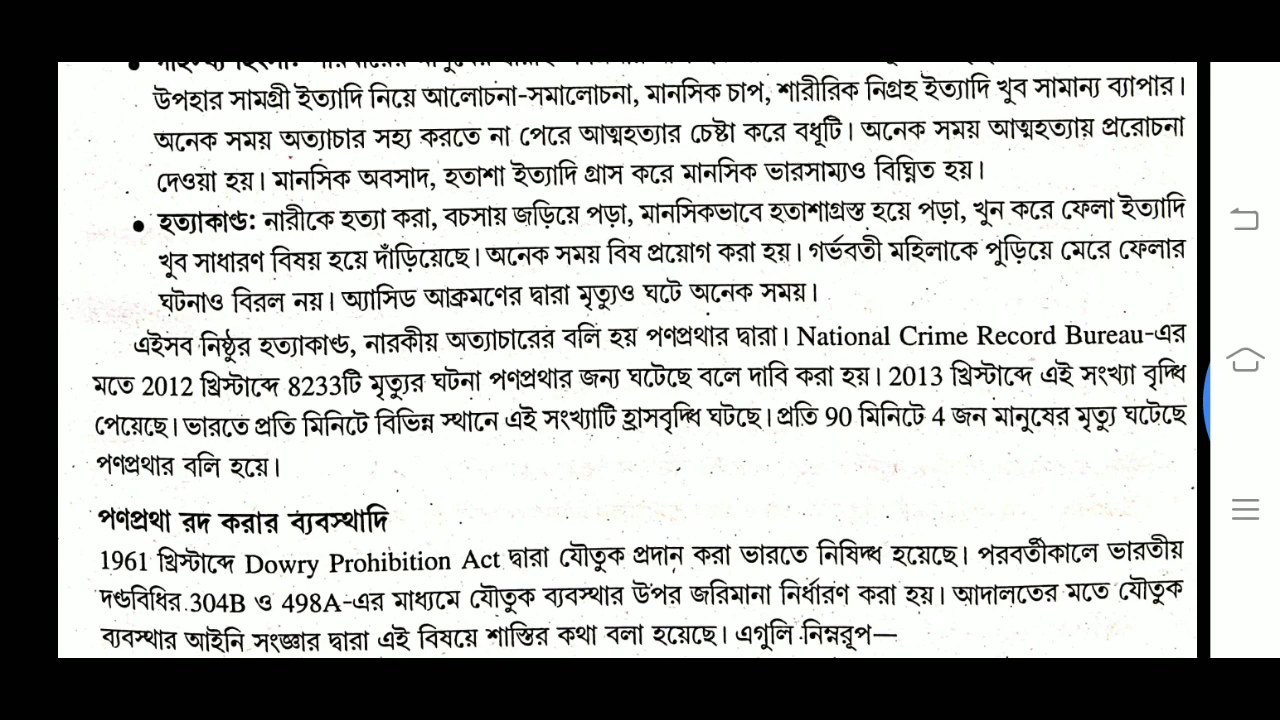 উপহার সামগ্রী ইত্যাদি নিয়ে আলোচনা-সমালোচনা, মানসিক চাপ, শারীরিক নিগ্রহ ইত্যাদি খুব সামান্য ব্যাপার।
অনেক সময় অত্যাচার সহ্য করতে না পেরে আত্মহত্যার চেষ্টা করে বধূটি। অনেক সময় আত্মহত্যায় প্ররোচনা
দেওয়া হয়। মানসিক অবসাদ, হতাশা ইত্যাদি গ্রাস করে মানসিক ভারসাম্যও বিঘ্নিত হয়।
● হত্যাকাণ্ড: নারীকে হত্যা করা, বচসায় জড়িয়ে পড়া, মানসিকভাবে হতাশাগ্রস্ত হয়ে পড়া, খুন করে ফেলা ইত্যাদি
খুব সাধারণ বিষয় হয়ে দাঁড়িয়েছে। অনেক সময় বিষ প্রয়োগ করা হয়। গর্ভবতী মহিলাকে পুড়িয়ে মেরে ফেলার
ঘটনাও বিরল নয়। অ্যাসিড আক্রমণের দ্বারা মৃত্যুও ঘটে অনেক সময়।
এইসব নিষ্ঠুর হত্যাকাণ্ড, নারকীয় অত্যাচারের বলি হয় পণপ্রথার দ্বারা। National Crime Record Bureau-এর
মতে 2012 খ্রিস্টাব্দে 8233টি মৃত্যুর ঘটনা পণপ্রথার জন্য ঘটেছে বলে দাবি করা হয়। 2013 খ্রিস্টাব্দে এই সংখ্যা বৃদ্ধি
পেয়েছে। ভারতে প্রতি মিনিটে বিভিন্ন স্থানে এই সংখ্যাটি হ্রাসবৃদ্ধি ঘটছে। প্রতি 90 মিনিটে 4 জন মানুষের মৃত্যু ঘটেছে
পণপ্রথার বলি হয়ে।
পণপ্রথা রদ করার ব্যবস্থাদি
1961 খ্রিস্টাব্দে Dowry Prohibition Act দ্বারা যৌতুক প্রদান করা ভারতে নিষিদ্ধ হয়েছে। পরবর্তীকালে ভারতীয়
দণ্ডবিধির 304B ও 498A-এর মাধ্যমে যৌতুক ব্যবস্থার উপর জরিমানা নির্ধারণ করা হয়। আদালতের মতে যৌতুক
ব্যবস্থার আইনি সংজ্ঞার দ্বারা এই বিষয়ে শাস্তির কথা বলা হয়েছে। এগুলি নিম্নরূপ—